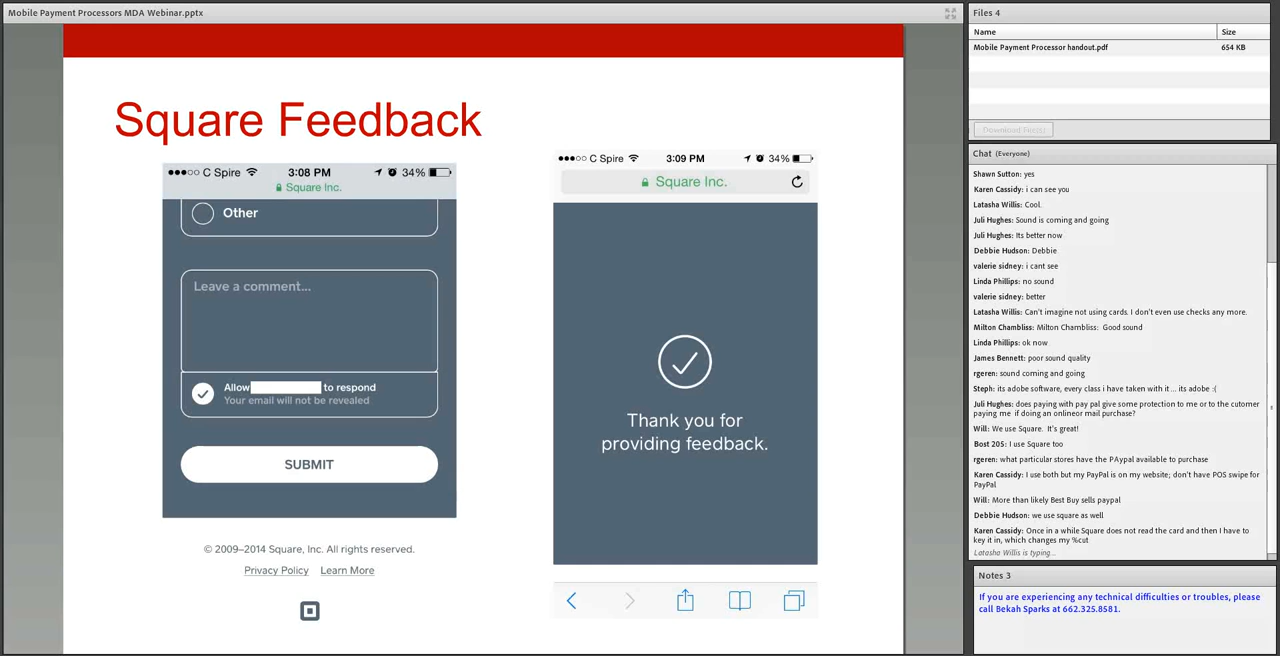 Mobile Payment Processors MDA Webinar.pptx
Square Feedback
C Spire 3:08 PM 34%
Square Inc.
Other
Leave a comment...
Allow to respond
Your email will not be revealed
SUBMIT
© 2009–2014 Square, Inc. All rights reserved.
Privacy Policy Learn More
C Spire 3:09 PM 34%
Square Inc.
Thank you for
providing feedback.
Files 4
Name Size
Mobile Payment Processor handout.pdf 654 KB
Download File(s)
Chat (Everyone)
Shawn Sutton: yes
Karen Cassidy: i can see you
Latasha Willis: Cool.
Juli Hughes: Sound is coming and going
Juli Hughes: Its better now
Debbie Hudson: Debbie
valerie sidney: i cant see
Linda Phillips: no sound
valerie sidney: better
Latasha Willis: Can't imagine not using cards. I don't even use checks any more.
Milton Chambliss: Milton Chambliss: Good sound
Linda Phillips: ok now
James Bennett: poor sound quality
rgeren: sound coming and going
Steph: its adobe software, every class i have taken with it... its adobe :(
Juli Hughes: does paying with pay pal give some protection to me or to the cutomer
paying me if doing an onlineor mail purchase?
Will: We use Square. It's great!
Bost 205: I use Square too
rgeren: what particular stores have the PAypal available to purchase
Karen Cassidy: I use both but my PayPal is on my website; don't have POS swipe for
PayPal
Will: More than likely Best Buy sells paypal
Debbie Hudson: we use square as well
Karen Cassidy: Once in a while Square does not read the card and then I have to
key it in, which changes my %cut
Latasha Willis is typing...
Notes 3
If you are experiencing any technical difficulties or troubles, please
call Bekah Sparks at 662.325.8581.